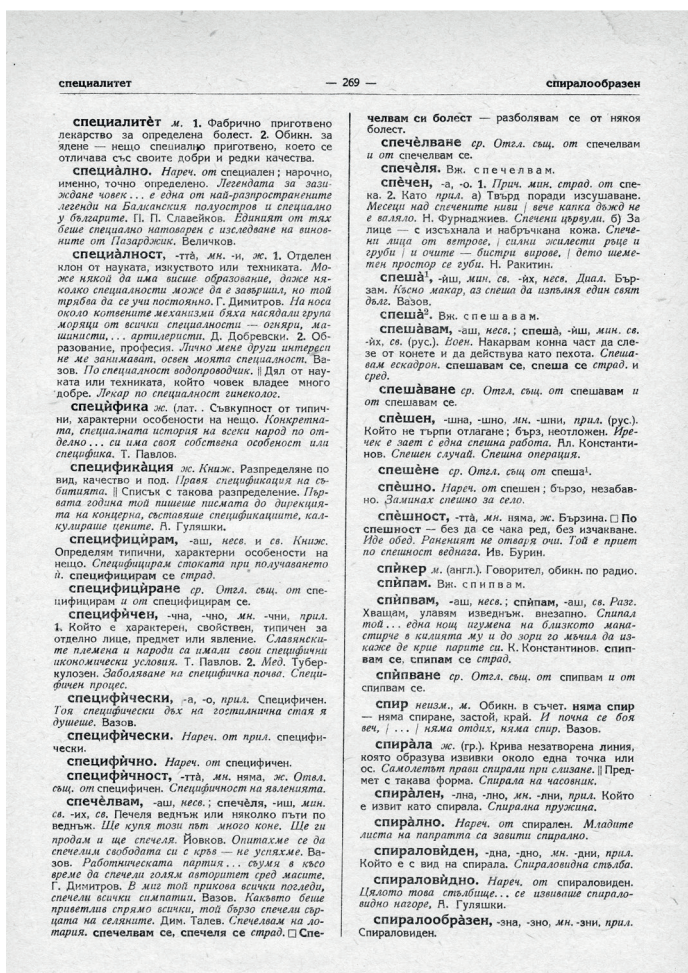 специалитет
— 269 —
спиралообразен
специалитѐт м. 1. Фабрично приготвено
лекарство за определена болест. 2. Обикн. за
ядене — нещо специално приготвено, което се
отличава със своите добри и редки качества.
специа̀лно. Нареч. от специален; нарочно,
именно, точно определено. Легендата за зази-
ждане човек... е една от най-разпространените
легенди на Балканския полуостров и специално
у българите. П. П. Славейков. Единият от тях
беше специално натоварен с изследване на винов-
ните от Пазарджик. Величков.
специа̀лност, -тта̀, мн. -и, ж. 1. Отделен
клон от науката, изкуството или техниката. Мо-
же някой да има висше образование, даже ня-
колко специалности може да е завършил, но той
трябва да се учи постоянно. Г. Димитров. На носа
около котвените механизми бяха насядали група
моряци от всички специалности — огняри, ма-
шинисти,... артилеристи. Д. Добревски. 2. Об-
разование, професия. Лично мене други интереси
не ме занимават, освен моята специалност. Ва-
зов. По специалност водопроводчик. || Дял от нау-
ката или техниката, който човек владее много
добре. Лекар по специалност гинеколог.
спецѝфика ж. (лат. . Съвкупност от типич-
ни, характерни особености на нещо. Конкретна-
та, специалната история на всеки народ по от-
делно... си има своя собствена особеност или
специфика. Т. Павлов.
специфика̀ция ж. Книж. Разпределяне по
вид, качество и под. Правя спецификация на съ-
битията. || Списък с такова разпределение. Пър-
вата година той пишеше писмата до дирекция-
та на концерна, съставяше спецификациите, кал-
кулираше цените. А. Гуляшки.
специфицѝрам, -аш, несв. и св. Книж.
Определям типични, характерни особености на
нещо. Специфицирам стоката при получаването
ѝ. специфицирам се страд.
специфицѝране ср. Отгл. същ. от спе-
цифицирам и от специфицирам се.
специфѝчен, -чна, -чно, мн. -чни, прил.
1. Който е характерен, свойствен, типичен за
отделно лице, предмет или явление. Славянски-
те племена и народи са имали свои специфични
икономически условия. Т. Павлов. 2. Мед. Тубер-
кулозен. Заболяване на специфична почва. Специ-
фичен процес.
специфѝчески, -а, -о, прил. Специфичен.
Тоя специфически дъх на гостилнична стая я
душеше. Вазов.
специфѝчески. Нареч. от прил. специфи-
чески.
специфѝчно. Нареч. от специфичен.
специфѝчност, -тта̀, мн. няма, ж. Отвл.
същ. от специфичен. Специфичност на явленията.
спечѐлвам, -аш, несв.; спечѐля, -иш, мин.
св. -их, св. Печеля веднъж или няколко пъти по
веднъж. Ще купя този път много коне. Ще ги
продам и ще спечеля. Йовков. Опитахме се да
спечелим свободата си с кръв — не успяхме. Ва-
зов. Работническата партия... съумя в късо
време да спечели голям авторитет сред масите,
Г. Димитров. В миг той прикова всички погледи,
спечели всички симпатии. Вазов. Каквото беше
приветлив спрямо всички, той бързо спечели сър-
цата на селяните. Дим. Талев. Спечелвам на ло-
тария. спечелвам се, спечеля се страд. □ Спе-
челвам си болест — разболявам се от някоя
болест.
спечѐлване ср. Отгл. същ. от спечелвам
и от спечелвам се.
спечѐля. Вж. спечелвам.
спѐчен, -а, -о. 1. Прич. мин. страд. от спе-
ка. 2. Като прил. а) Твърд поради изсушаване.
Месеци над спечените ниви | вече капка дъжд не
е валяло. Н. Фурнаджиев. Спечени цървули. б) За
лице — с изсъхнала и набръчкана кожа. Спече-
ни лица от ветрове, | силни жилести ръце и
груби | и очите — бистри вирове, | дето шеме-
тен простор се губи. Н. Ракитин.
спеша̀¹, -ѝш, мин. св. -ѝх, несв. Диал. Бър-
зам. Късно макар, аз спеша да изпълня един свят
дълг. Вазов.
спеша̀². Вж. спешавам.
спеша̀вам, -аш, несв.; спеша̀, -ѝш, мин. св.
-ѝх, св. (рус.). Воен. Накарвам конна част да сле-
зе от конете и да действува като пехота. Спеша-
вам ескадрон. спешавам се, спеша се страд. и
сред.
спеша̀ване ср. Отгл. същ. от спешавам и
от спешавам се.
спѐшен, -шна, -шно, мн. -шни, прил. (рус.).
Който не търпи отлагане; бърз, неотложен. Ире-
чек е зает с една спешна работа. Ал. Константи-
нов. Спешен случай. Спешна операция.
спешѐне ср. Отгл. същ от спеша¹.
спѐшно. Нареч. от спешен; бързо, незабав-
но. Заминах спешно за село.
спѐшност, -тта̀, мн. няма, ж. Бързина. □ По
спешност — без да се чака ред, без изчакване.
Иде обед. Раненият не отваря очи. Той е приет
по спешност веднага. Ив. Бурин.
спѝкер м. (англ.). Говорител, обикн. по радио.
спѝпам. Вж. спипвам.
спѝпвам, -аш, несв.; спѝпам, -аш, св. Разг.
Хващам, улавям изведнъж. внезапно. Спипал
той... една нощ игумена на близкото мана-
стирче в килията му и до зори го мъчил да из-
каже де крие парите си. К. Константинов. спип-
вам се, спипам се страд.
спѝпване ср. Отгл. същ. от спипвам и от
спипвам се.
спир неизм., м. Обикн. в съчет. няма спир
— няма спиране, застой, край. И почна се боя
веч, | ... | няма отдих, няма спир. Вазов.
спира̀ла ж. (гр.). Крива незатворена линия,
която образува извивки около една точка или
ос. Самолетът прави спирали при слизане. || Пред-
мет с такава форма. Спирала на часовник.
спира̀лен, -лна, -лно, мн. -лни, прил. Който
е извит като спирала. Спирална пружина.
спира̀лно. Нареч. от спирален. Младите
листа на папратта са завити спирално.
спираловѝден, -дна, -дно, мн. -дни, прил.
Който е с вид на спирала. Спираловидна стълба.
спираловѝдно. Нареч. от спираловиден.
Цялото това стълбище... се извиваше спирало-
видно нагоре, А. Гуляшки.
спиралообра̀зен, -зна, -зно, мн. -зни, прил.
Спираловиден.